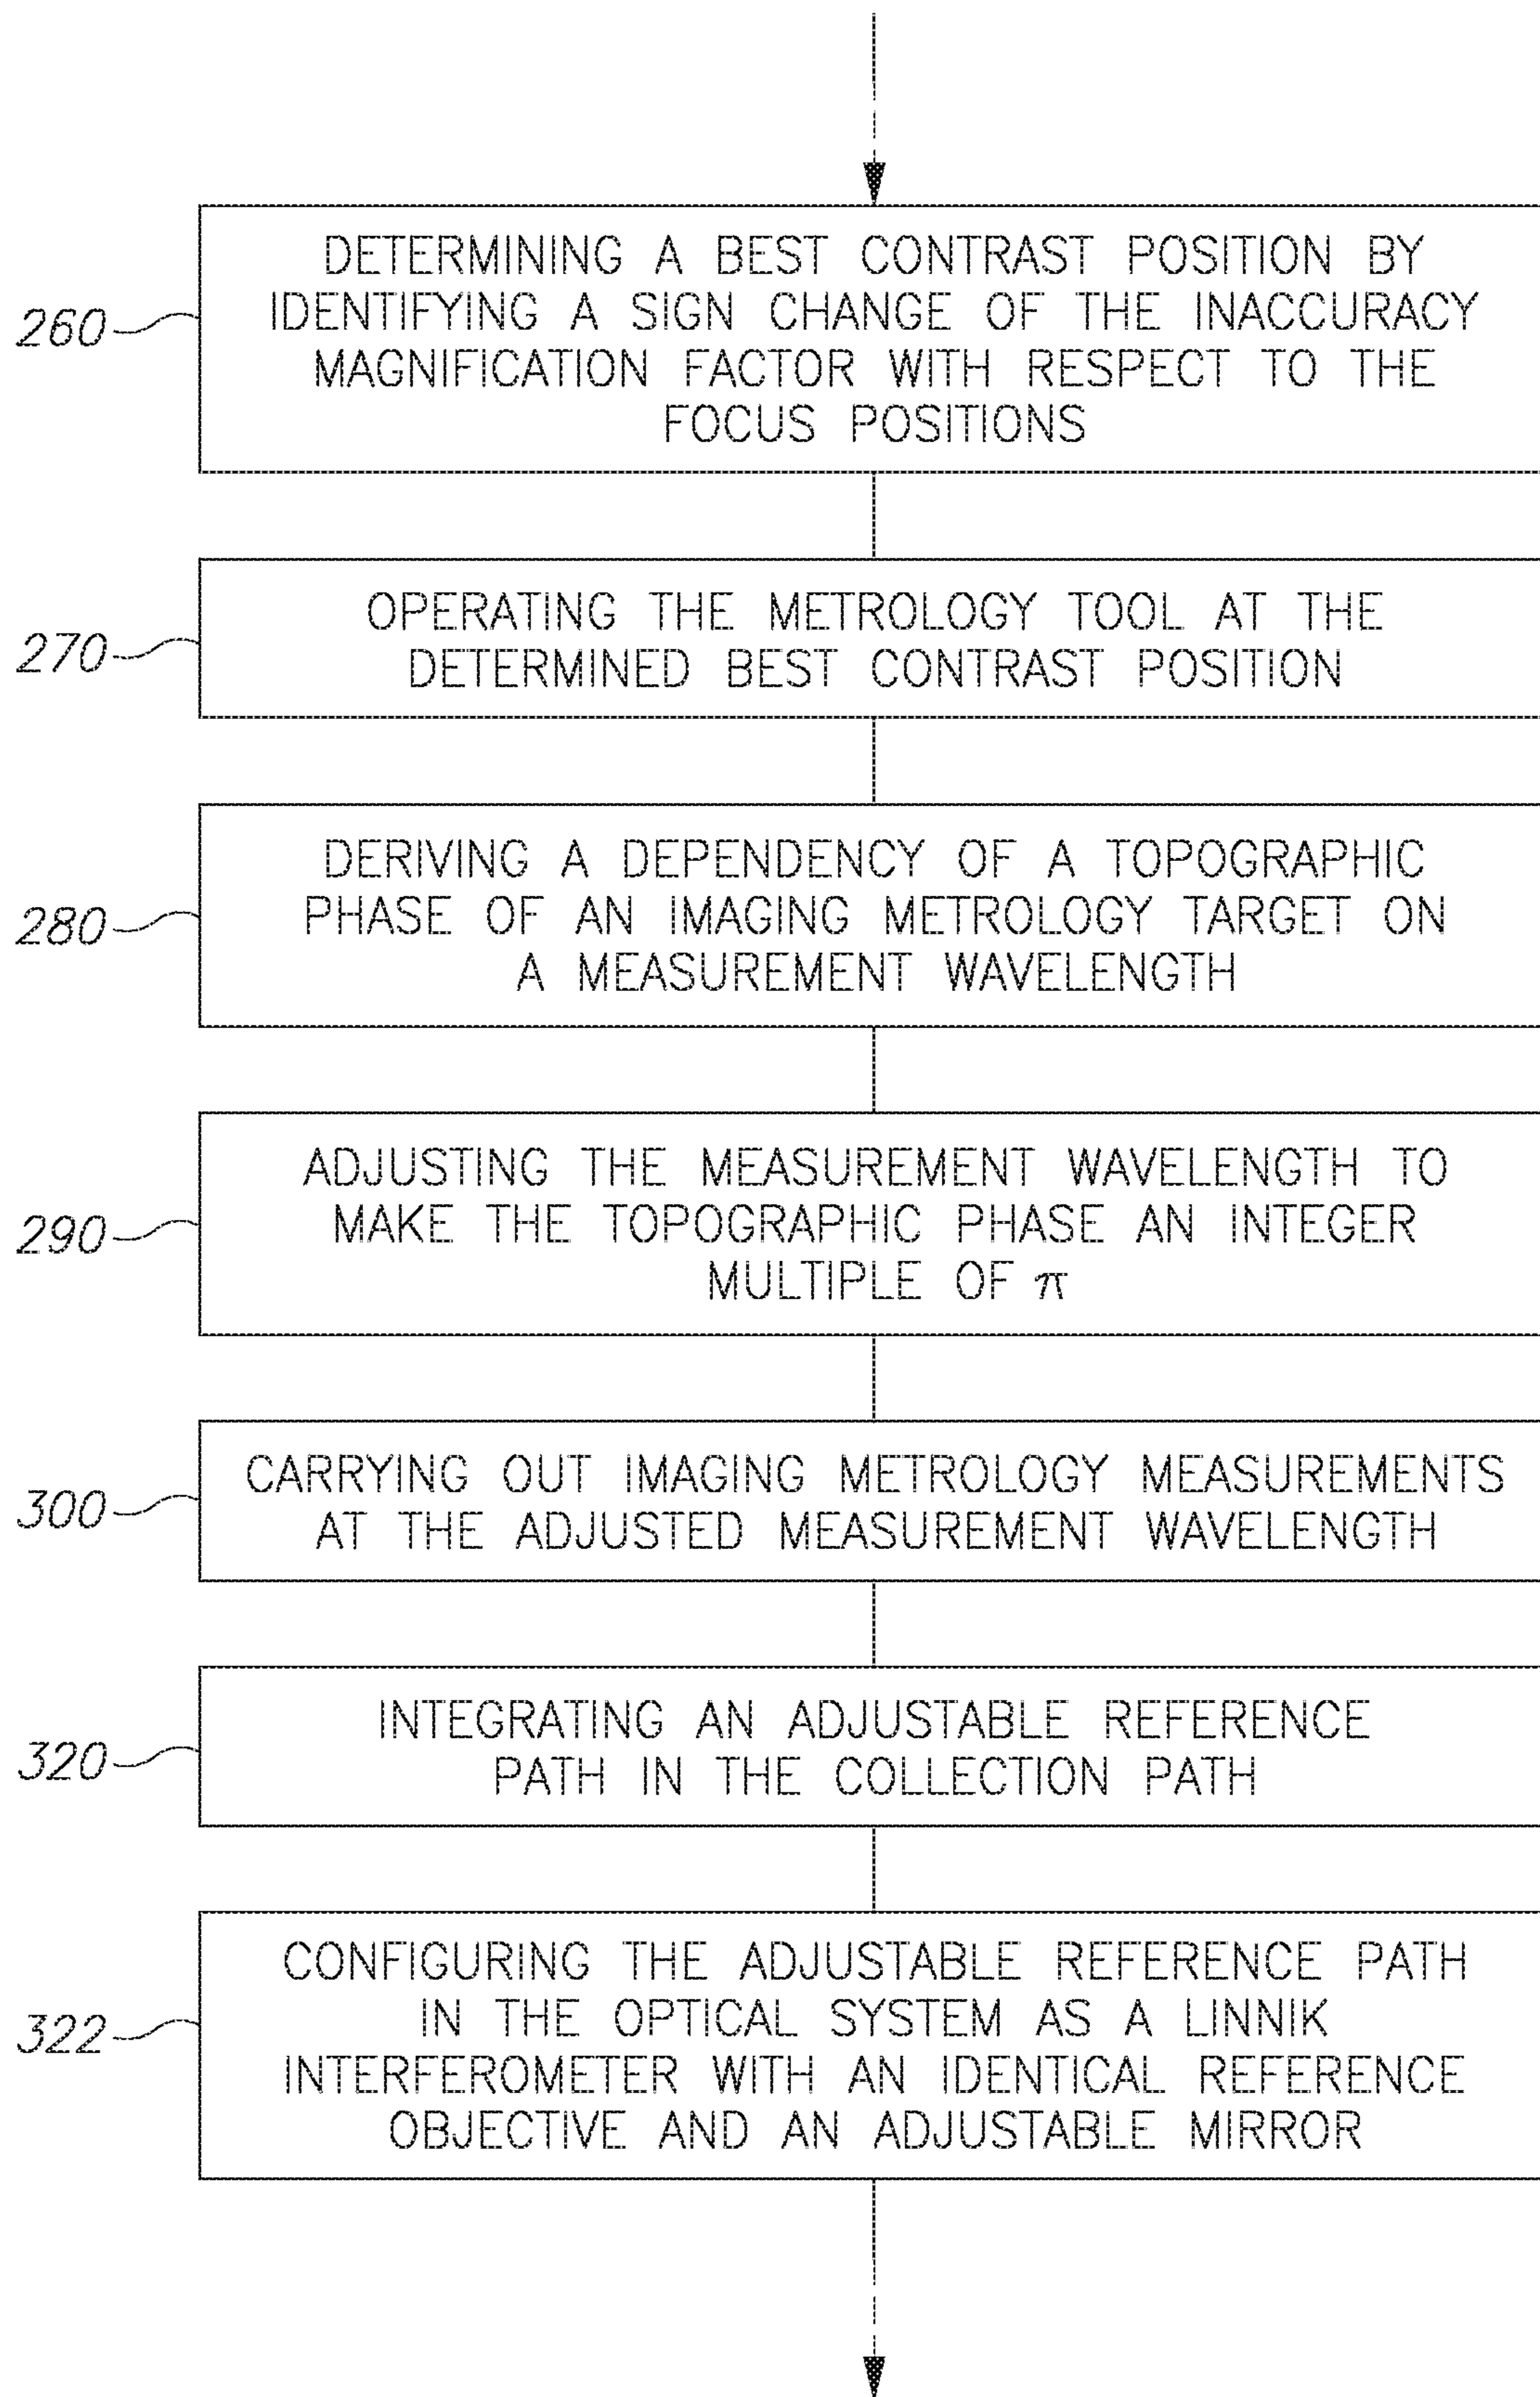 260
DETERMINING A BEST CONTRAST POSITION BY
IDENTIFYING A SIGN CHANGE OF THE INACCURACY
MAGNIFICATION FACTOR WITH RESPECT TO THE
FOCUS POSITIONS
270
OPERATING THE METROLOGY TOOL AT THE
DETERMINED BEST CONTRAST POSITION
280
DERIVING A DEPENDENCY OF A TOPOGRAPHIC
PHASE OF AN IMAGING METROLOGY TARGET ON
A MEASUREMENT WAVELENGTH
290
ADJUSTING THE MEASUREMENT WAVELENGTH TO
MAKE THE TOPOGRAPHIC PHASE AN INTEGER
MULTIPLE OF π
300
CARRYING OUT IMAGING METROLOGY MEASUREMENTS
AT THE ADJUSTED MEASUREMENT WAVELENGTH
320
INTEGRATING AN ADJUSTABLE REFERENCE
PATH IN THE COLLECTION PATH
322
CONFIGURING THE ADJUSTABLE REFERENCE PATH
IN THE OPTICAL SYSTEM AS A LINNIK
INTERFEROMETER WITH AN IDENTICAL REFERENCE
OBJECTIVE AND AN ADJUSTABLE MIRROR